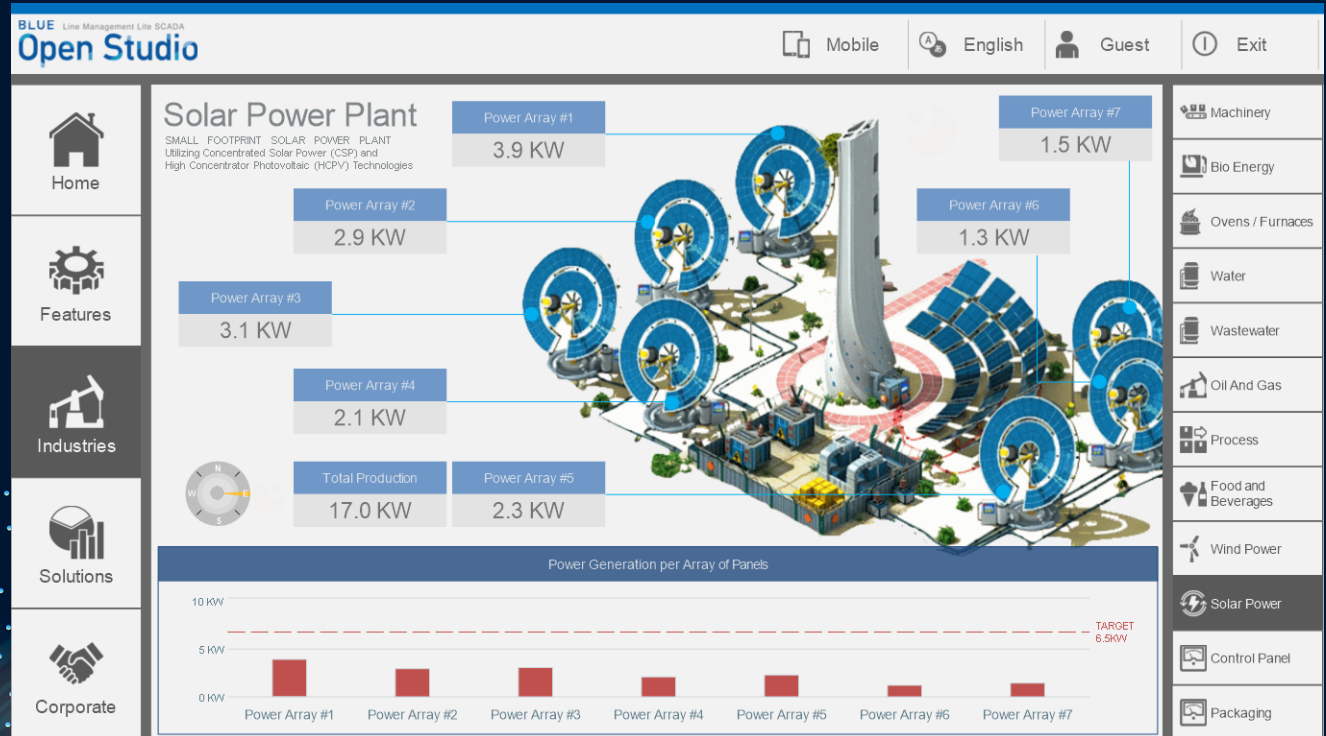 BLUE Line Management Lite SCADA
Open Studio
Mobile
English
Guest
Exit
Home
Features
Industries
Solutions
Corporate
Solar Power Plant
SMALL FOOTPRINT SOLAR POWER PLANT
Utilizing Concentrated Solar Power (CSP) and
High Concentrator Photovoltaic (HCPV) Technologies
Power Array #1
3.9 KW
Power Array #2
2.9 KW
Power Array #3
3.1 KW
Power Array #4
2.1 KW
Total Production
17.0 KW
Power Array #5
2.3 KW
Power Array #6
1.3 KW
Power Array #7
1.5 KW
N
W
E
S
Power Generation per Array of Panels
10 KW
5 KW
0 KW
TARGET
6.5KW
Power Array #1
Power Array #2
Power Array #3
Power Array #4
Power Array #5
Power Array #6
Power Array #7
Machinery
Bio Energy
Ovens / Furnaces
Water
Wastewater
Oil And Gas
Process
Food and
Beverages
Wind Power
Solar Power
Control Panel
Packaging